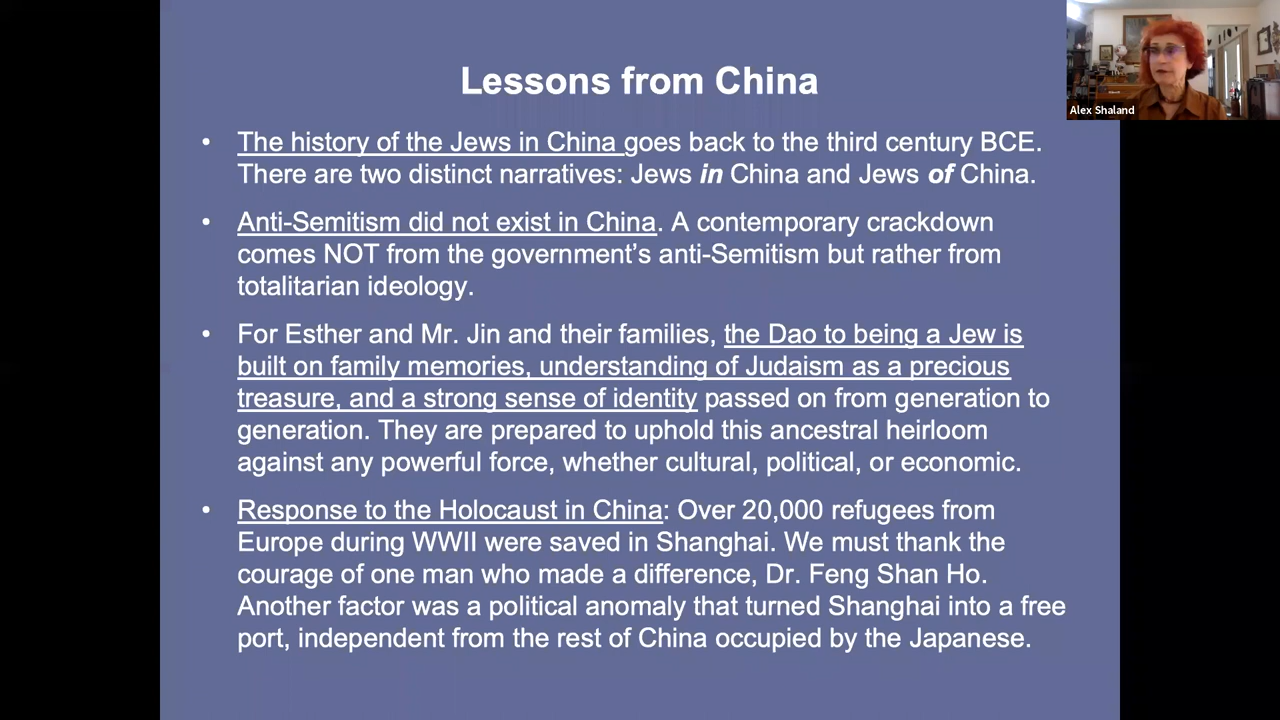 Lessons from China
Alex Shaland
• The history of the Jews in China goes back to the third century BCE.
There are two distinct narratives: Jews in China and Jews of China.
• Anti-Semitism did not exist in China. A contemporary crackdown
comes NOT from the government’s anti-Semitism but rather from
totalitarian ideology.
• For Esther and Mr. Jin and their families, the Dao to being a Jew is
built on family memories, understanding of Judaism as a precious
treasure, and a strong sense of identity passed on from generation to
generation. They are prepared to uphold this ancestral heirloom
against any powerful force, whether cultural, political, or economic.
• Response to the Holocaust in China: Over 20,000 refugees from
Europe during WWII were saved in Shanghai. We must thank the
courage of one man who made a difference, Dr. Feng Shan Ho.
Another factor was a political anomaly that turned Shanghai into a free
port, independent from the rest of China occupied by the Japanese.